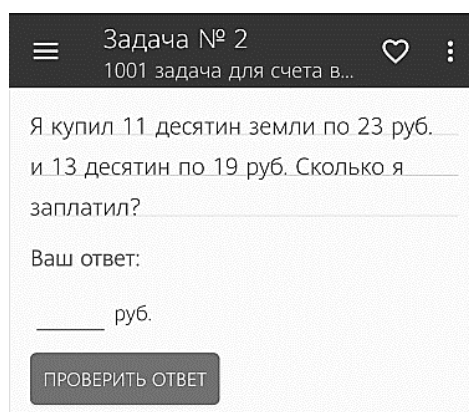 Задача № 2
1001 задача для счета в...
Я купил 11 десятин земли по 23 руб.
и 13 десятин по 19 руб. Сколько я
заплатил?
Ваш ответ:
______ руб.
ПРОВЕРИТЬ ОТВЕТ